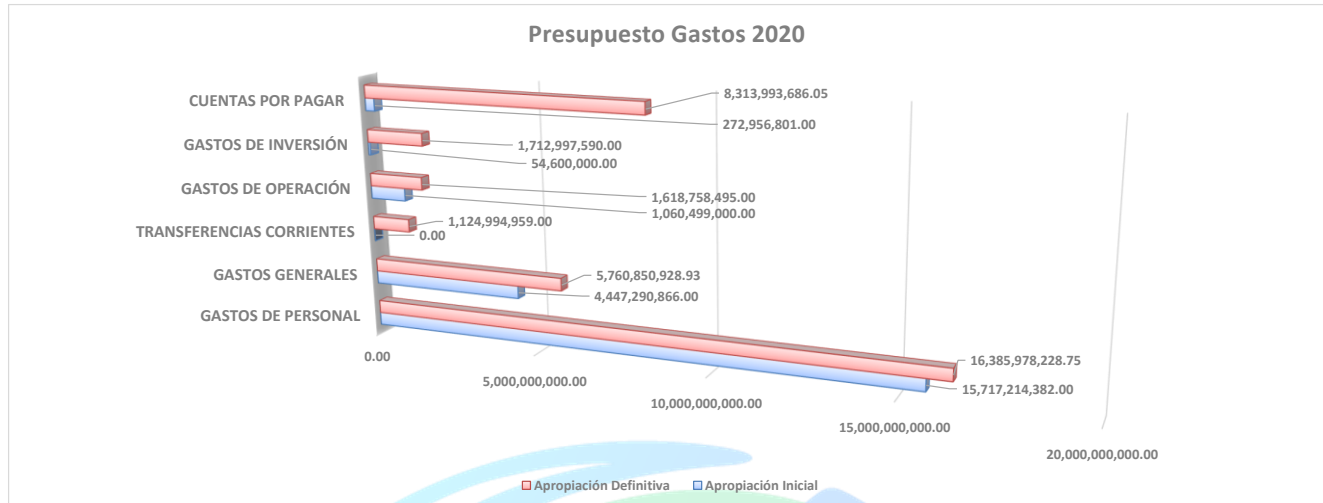 Presupuesto Gastos 2020
CUENTAS POR PAGAR
8,313,993,686.05
272,956,801.00
GASTOS DE INVERSIÓN
1,712,997,590.00
54,600,000.00
GASTOS DE OPERACIÓN
1,618,758,495.00
1,060,499,000.00
TRANSFERENCIAS CORRIENTES
1,124,994,959.00
0.00
GASTOS GENERALES
5,760,850,928.93
4,447,290,866.00
GASTOS DE PERSONAL
16,385,978,228.75
15,717,214,382.00
0.00
5,000,000,000.00
10,000,000,000.00
15,000,000,000.00
20,000,000,000.00
Apropiación Definitiva
Apropiación Inicial